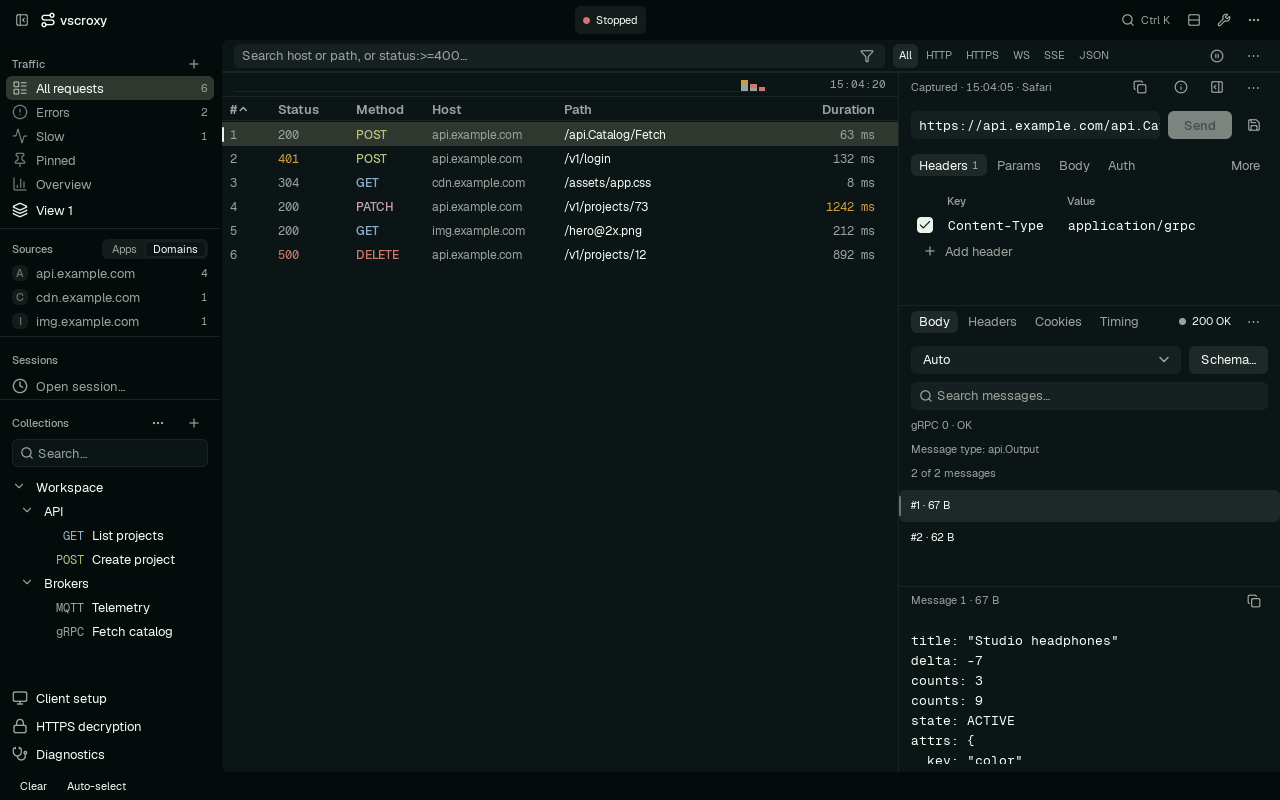 vscroxy
Stopped
Ctrl K
Traffic
All requests 6
Errors 2
Slow 1
Pinned
Overview
View 1
Sources Apps Domains
A api.example.com 4
C cdn.example.com 1
I img.example.com 1
Sessions
Open session…
Collections
Search…
Workspace
API
GET List projects
POST Create project
Brokers
MQTT Telemetry
gRPC Fetch catalog
Client setup
HTTPS decryption
Diagnostics
Clear Auto-select
Search host or path, or status:>=400…
All HTTP HTTPS WS SSE JSON
15:04:20
# Status Method Host Path Duration
1 200 POST api.example.com /api.Catalog/Fetch 63 ms
2 401 POST api.example.com /v1/login 132 ms
3 304 GET cdn.example.com /assets/app.css 8 ms
4 200 PATCH api.example.com /v1/projects/73 1242 ms
5 200 GET img.example.com /hero@2x.png 212 ms
6 500 DELETE api.example.com /v1/projects/12 892 ms
Captured · 15:04:05 · Safari
https://api.example.com/api.Ca Send
Headers 1 Params Body Auth More
Key Value
Content-Type application/grpc
Add header
Body Headers Cookies Timing 200 OK
Auto Schema…
Search messages…
gRPC 0 · OK
Message type: api.Output
2 of 2 messages
#1 · 67 B
#2 · 62 B
Message 1 · 67 B
title: "Studio headphones"
delta: -7
counts: 3
counts: 9
state: ACTIVE
attrs: {
key: "color"